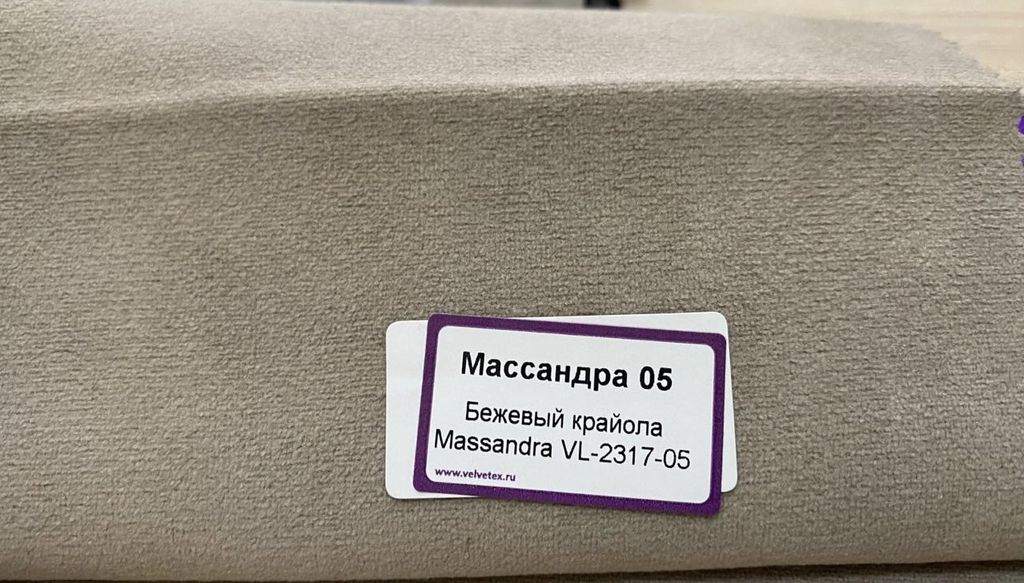 Массандра 05
Бежевый крайола
Massandra VL-2317-05
www.velvetex.ru